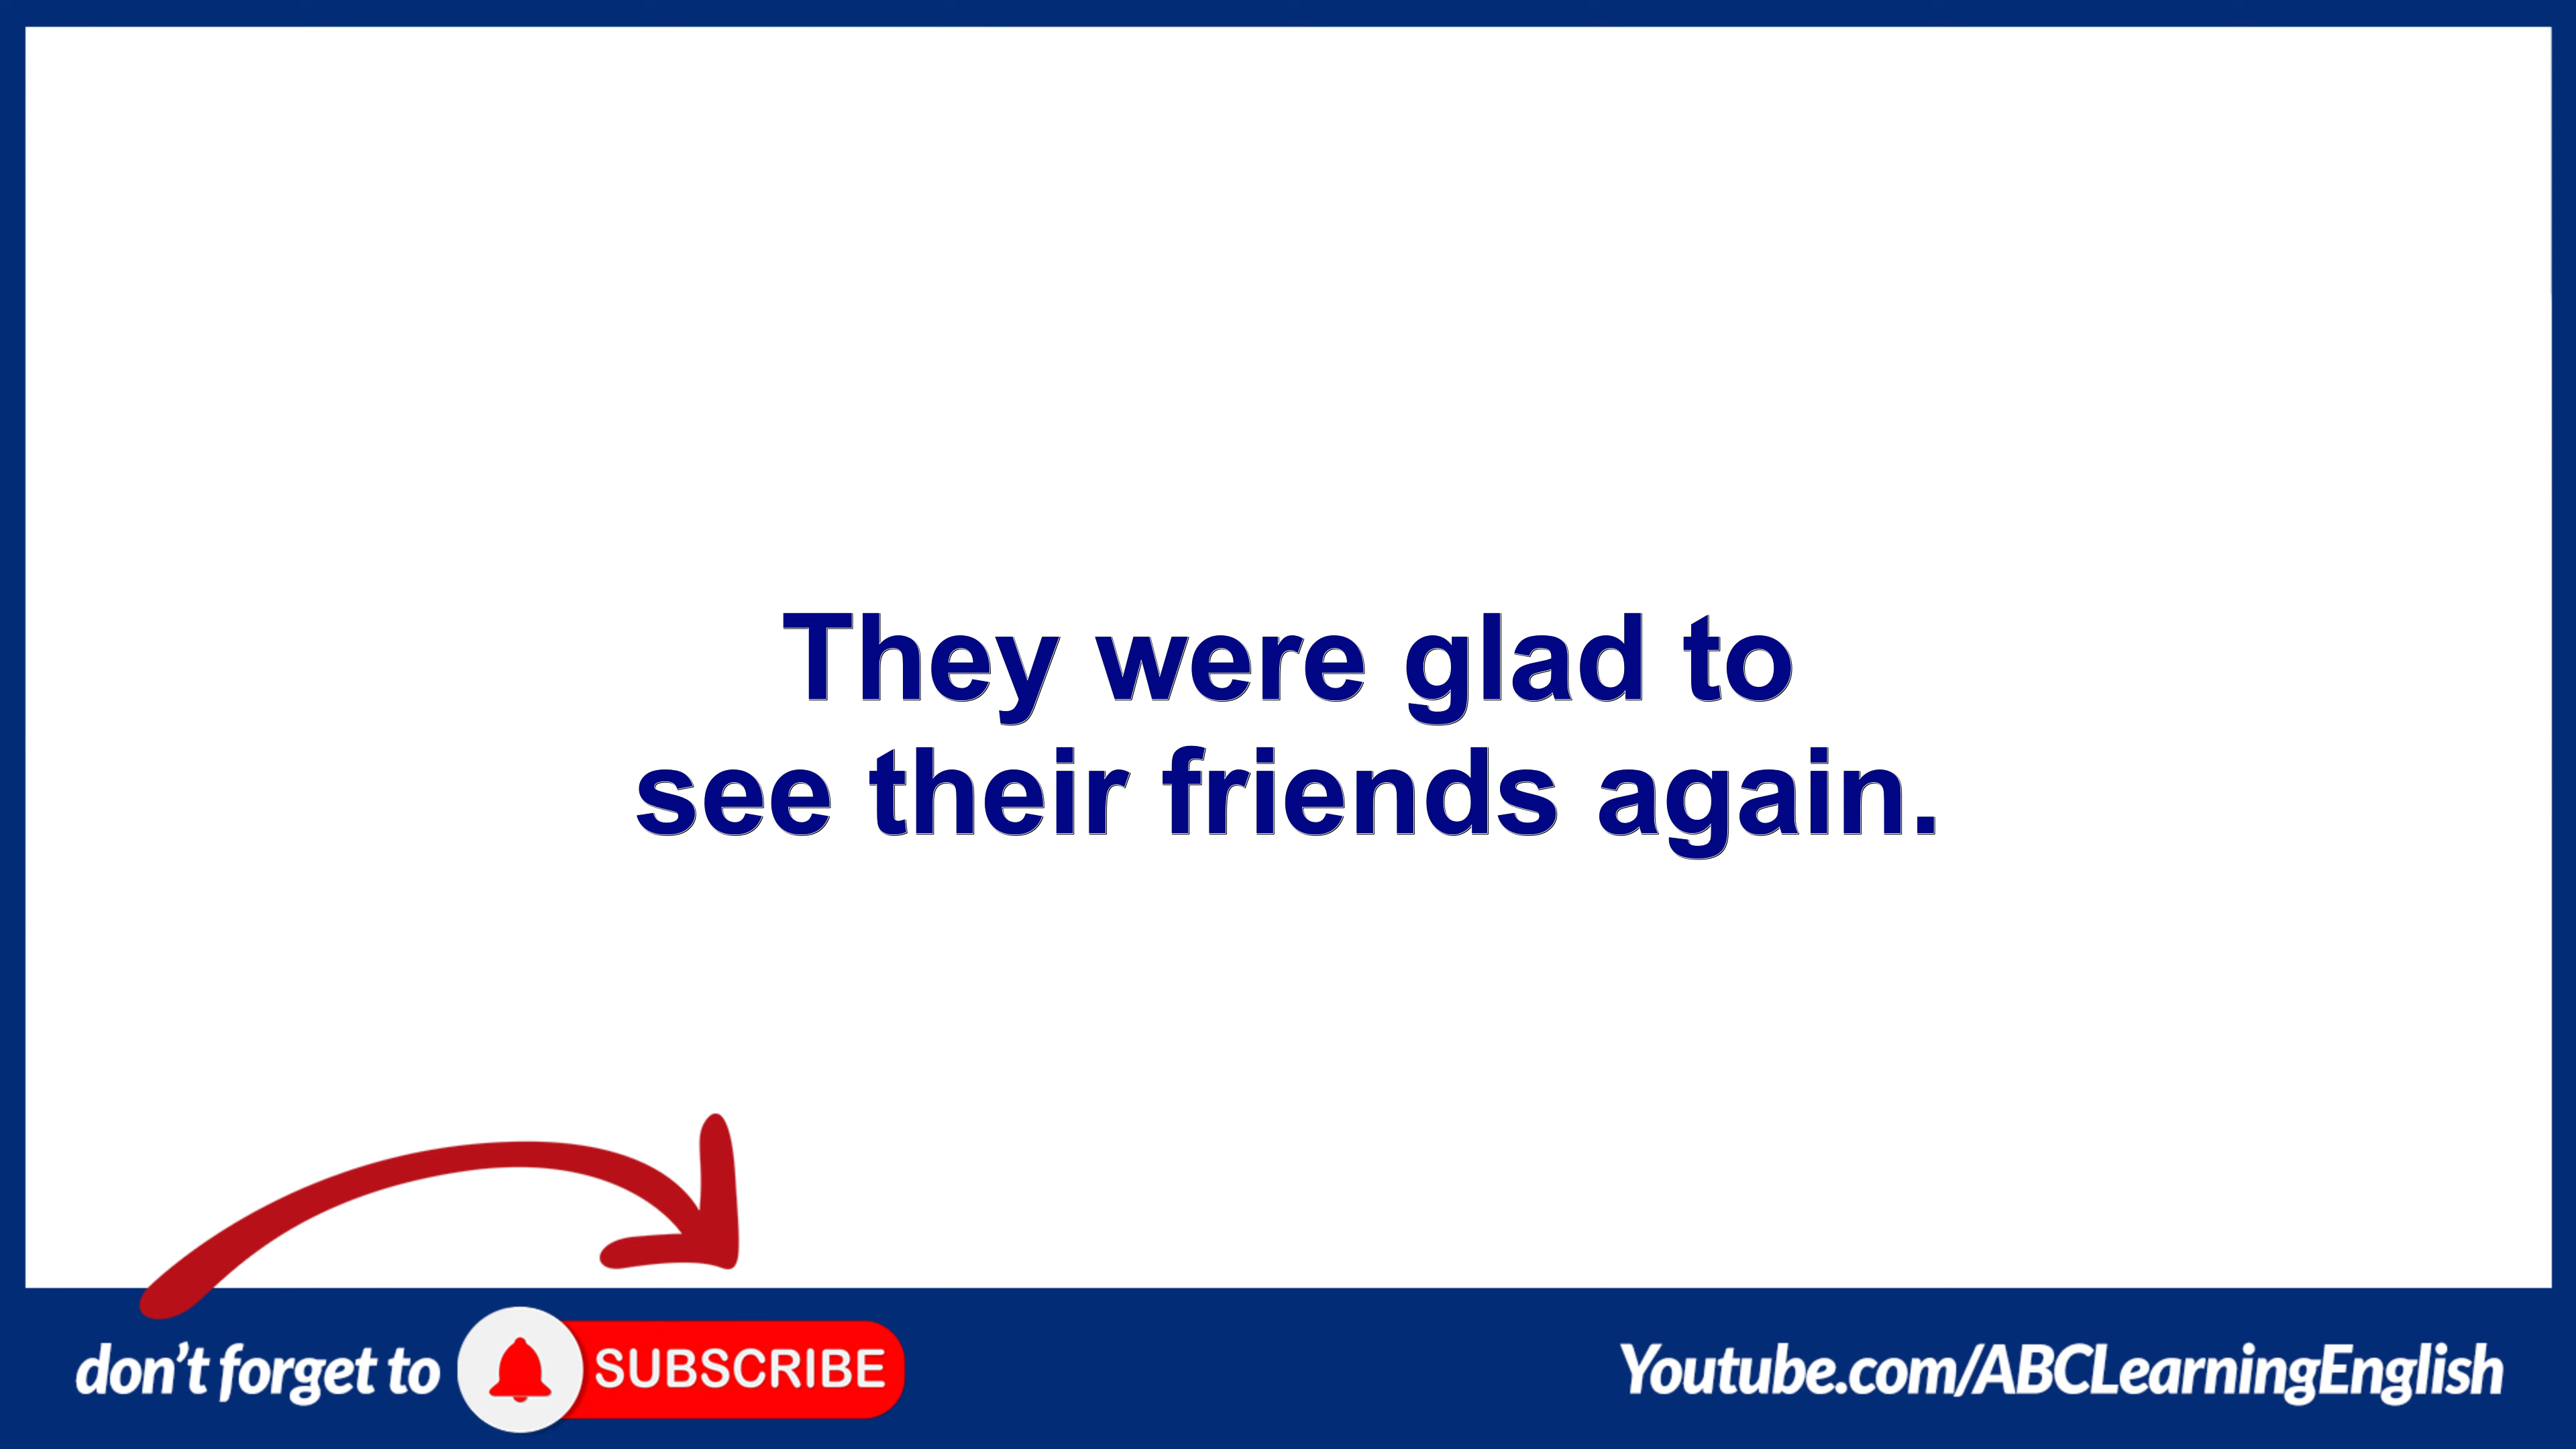 They were glad to
see their friends again.
don't forget to SUBSCRIBE
Youtube.com/ABCLearningEnglish